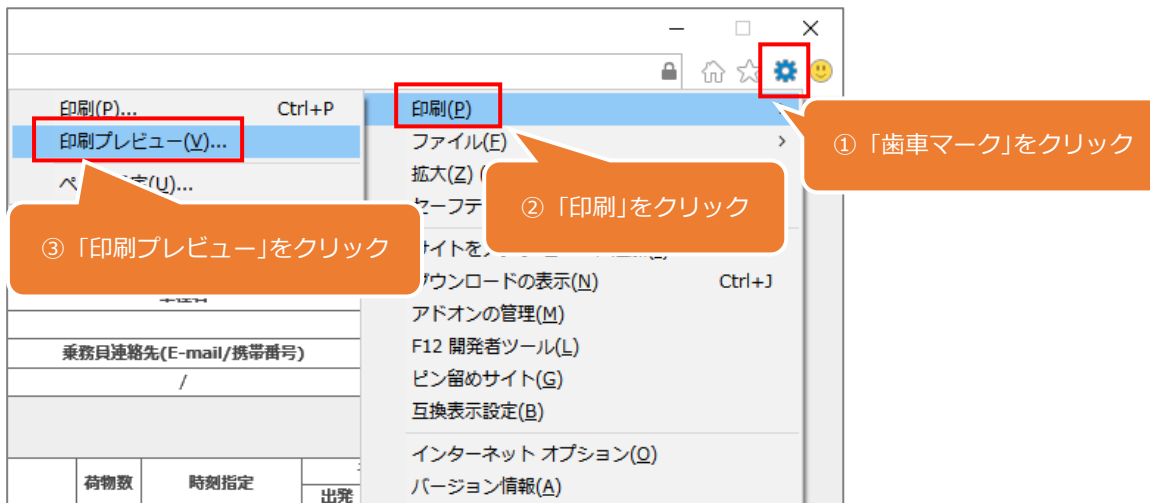 印刷(P)... Ctrl+P
印刷プレビュー(V)...
(U)...
印刷(P)
ファイル(F)
拡大(Z) (
セーフテ
ダウンロードの表示(N) Ctrl+J
アドオンの管理(M)
F12 開発者ツール(L)
ピン留めサイト(G)
互換表示設定(B)
インターネット オプション(O)
バージョン情報(A)
①「歯車マーク」をクリック
②「印刷」をクリック
③「印刷プレビュー」をクリック
乗務員連絡先(E-mail/携帯番号)
/
荷物数
時刻指定
出発